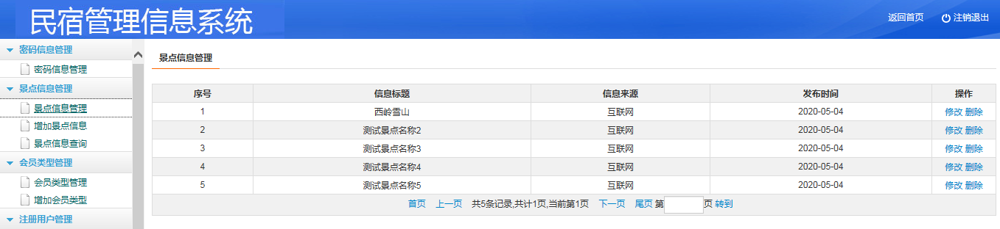 民宿管理信息系统
返回首页 注销退出
密码信息管理
密码信息管理
景点信息管理
景点信息管理
增加景点信息
景点信息查询
会员类型管理
会员类型管理
增加会员类型
注册用户管理
景点信息管理
序号 信息标题 信息来源 发布时间 操作
1 西岭雪山 互联网 2020-05-04 修改 删除
2 测试景点名称2 互联网 2020-05-04 修改 删除
3 测试景点名称3 互联网 2020-05-04 修改 删除
4 测试景点名称4 互联网 2020-05-04 修改 删除
5 测试景点名称5 互联网 2020-05-04 修改 删除
首页 上一页 共5条记录,共计1页,当前第1页 下一页 尾页 第 页 转到